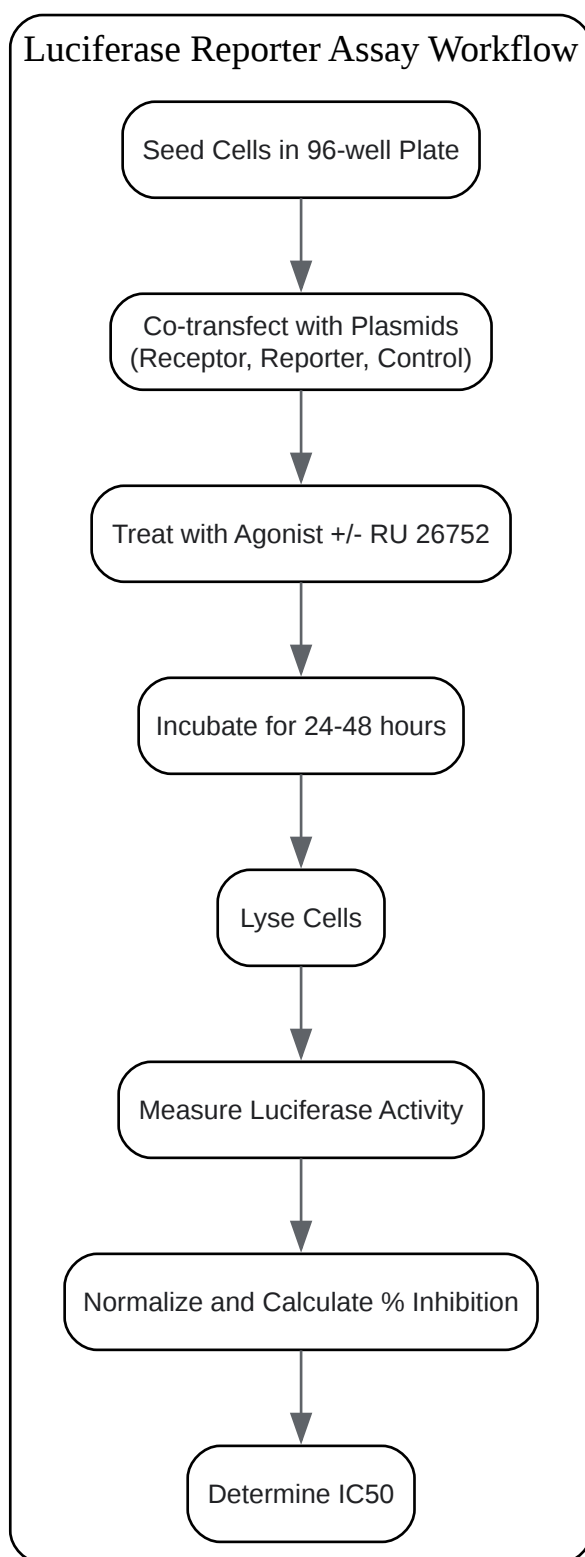 Luciferase Reporter Assay Workflow
Seed Cells in 96-well Plate
Co-transfect with Plasmids
(Receptor, Reporter, Control)
Treat with Agonist +/- RU 26752
Incubate for 24-48 hours
Lyse Cells
Measure Luciferase Activity
Normalize and Calculate % Inhibition
Determine IC50